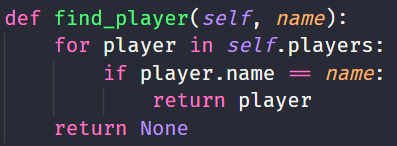 def find_player(self, name):
    for player in self.players:
        if player.name == name:
            return player
    return None